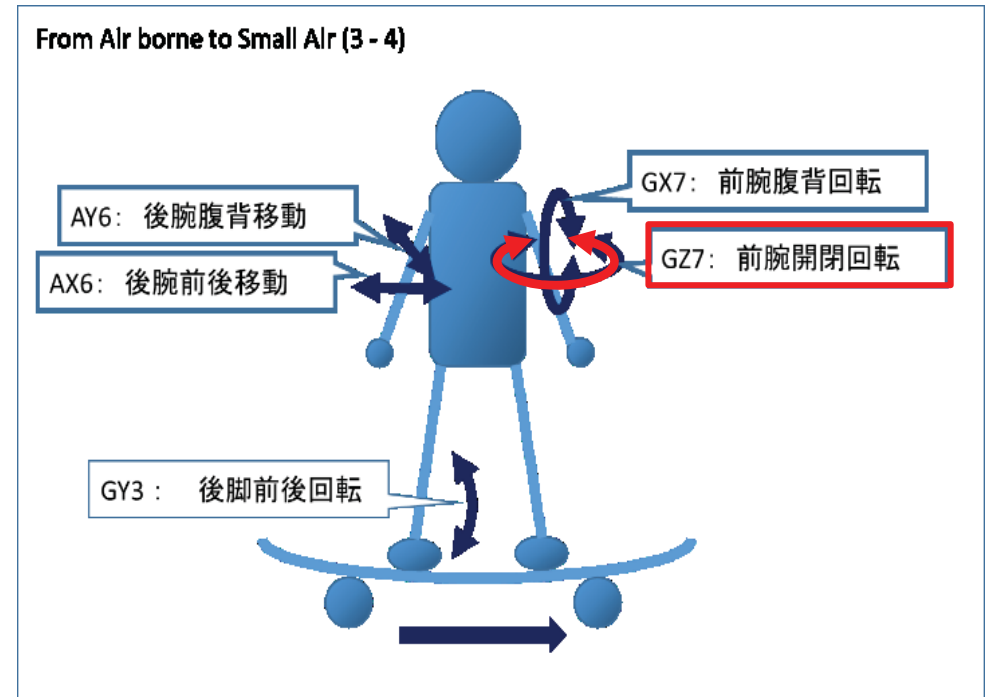 From Air borne to Small Air (3 - 4)
GX7: 前腕腹背回転
AY6: 後腕腹背移動
GZ7: 前腕開閉回転
AX6: 後腕前後移動
GY3 : 後脚前後回転